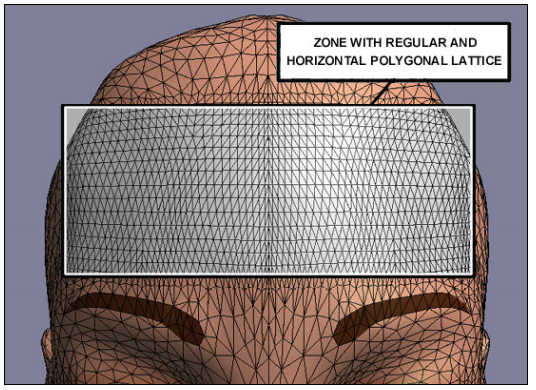 ZONE WITH REGULAR AND
HORIZONTAL POLYGONAL LATTICE